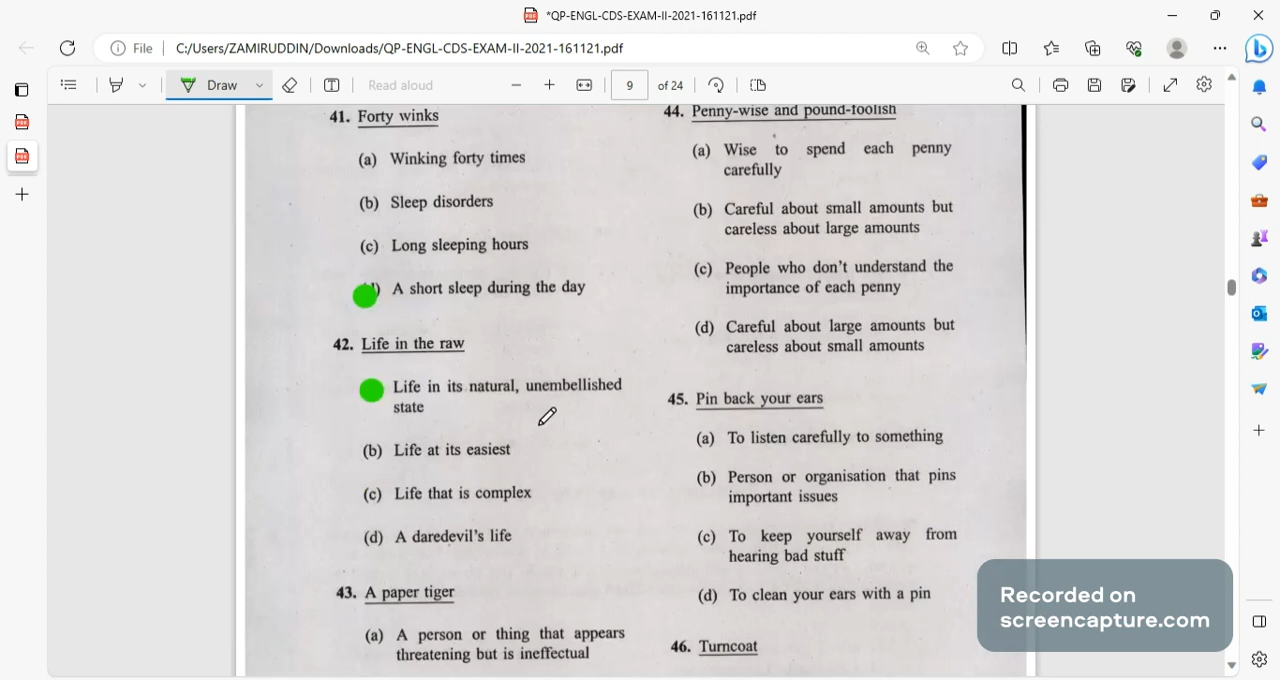 *QP-ENGL-CDS-EXAM-II-2021-161121.pdf
File
C:/Users/ZAMIRUDDIN/Downloads/QP-ENGL-CDS-EXAM-II-2021-161121.pdf
Draw
Read aloud
9
of 24
41. Forty winks
(a) Winking forty times
(b) Sleep disorders
(c) Long sleeping hours
A short sleep during the day
42. Life in the raw
Life in its natural, unembellished
state
(b) Life at its easiest
(c) Life that is complex
(d) A daredevil's life
43. A paper tiger
(a) A person or thing that appears
threatening but is ineffectual
44. Penny-wise and pound-foolish
(a) Wise to spend each penny
carefully
(b) Careful about small amounts but
careless about large amounts
(c) People who don't understand the
importance of each penny
(d) Careful about large amounts but
careless about small amounts
45. Pin back your ears
(a) To listen carefully to something
(b) Person or organisation that pins
important issues
(c) To keep yourself away from
hearing bad stuff
(d) To clean your ears with a pin
46. Turncoat
Recorded on
screencapture.com